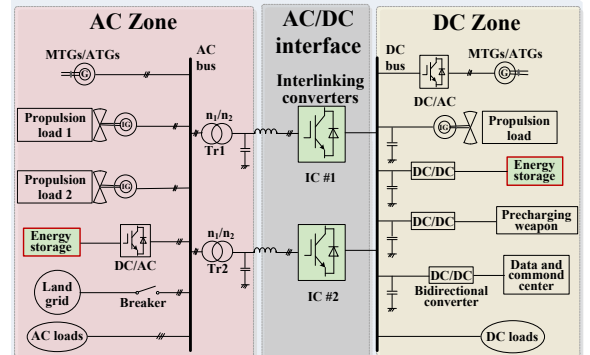 AC Zone
AC/DC
interface
DC Zone
MTGs/ATGs
G
AC
bus
Propulsion
load 1
IG
n1/n2
Tr1
Propulsion
load 2
IG
Energy
storage
DC/AC
n1/n2
Tr2
Land
grid
Breaker
AC loads
Interlinking
converters
IC #1
IC #2
DC
bus
MTGs/ATGs
G
DC/AC
IG
Propulsion
load
DC/DC
Energy
storage
DC/DC
Precharging
weapon
DC/DC
Bidirectional
converter
Data and
commond
center
DC loads